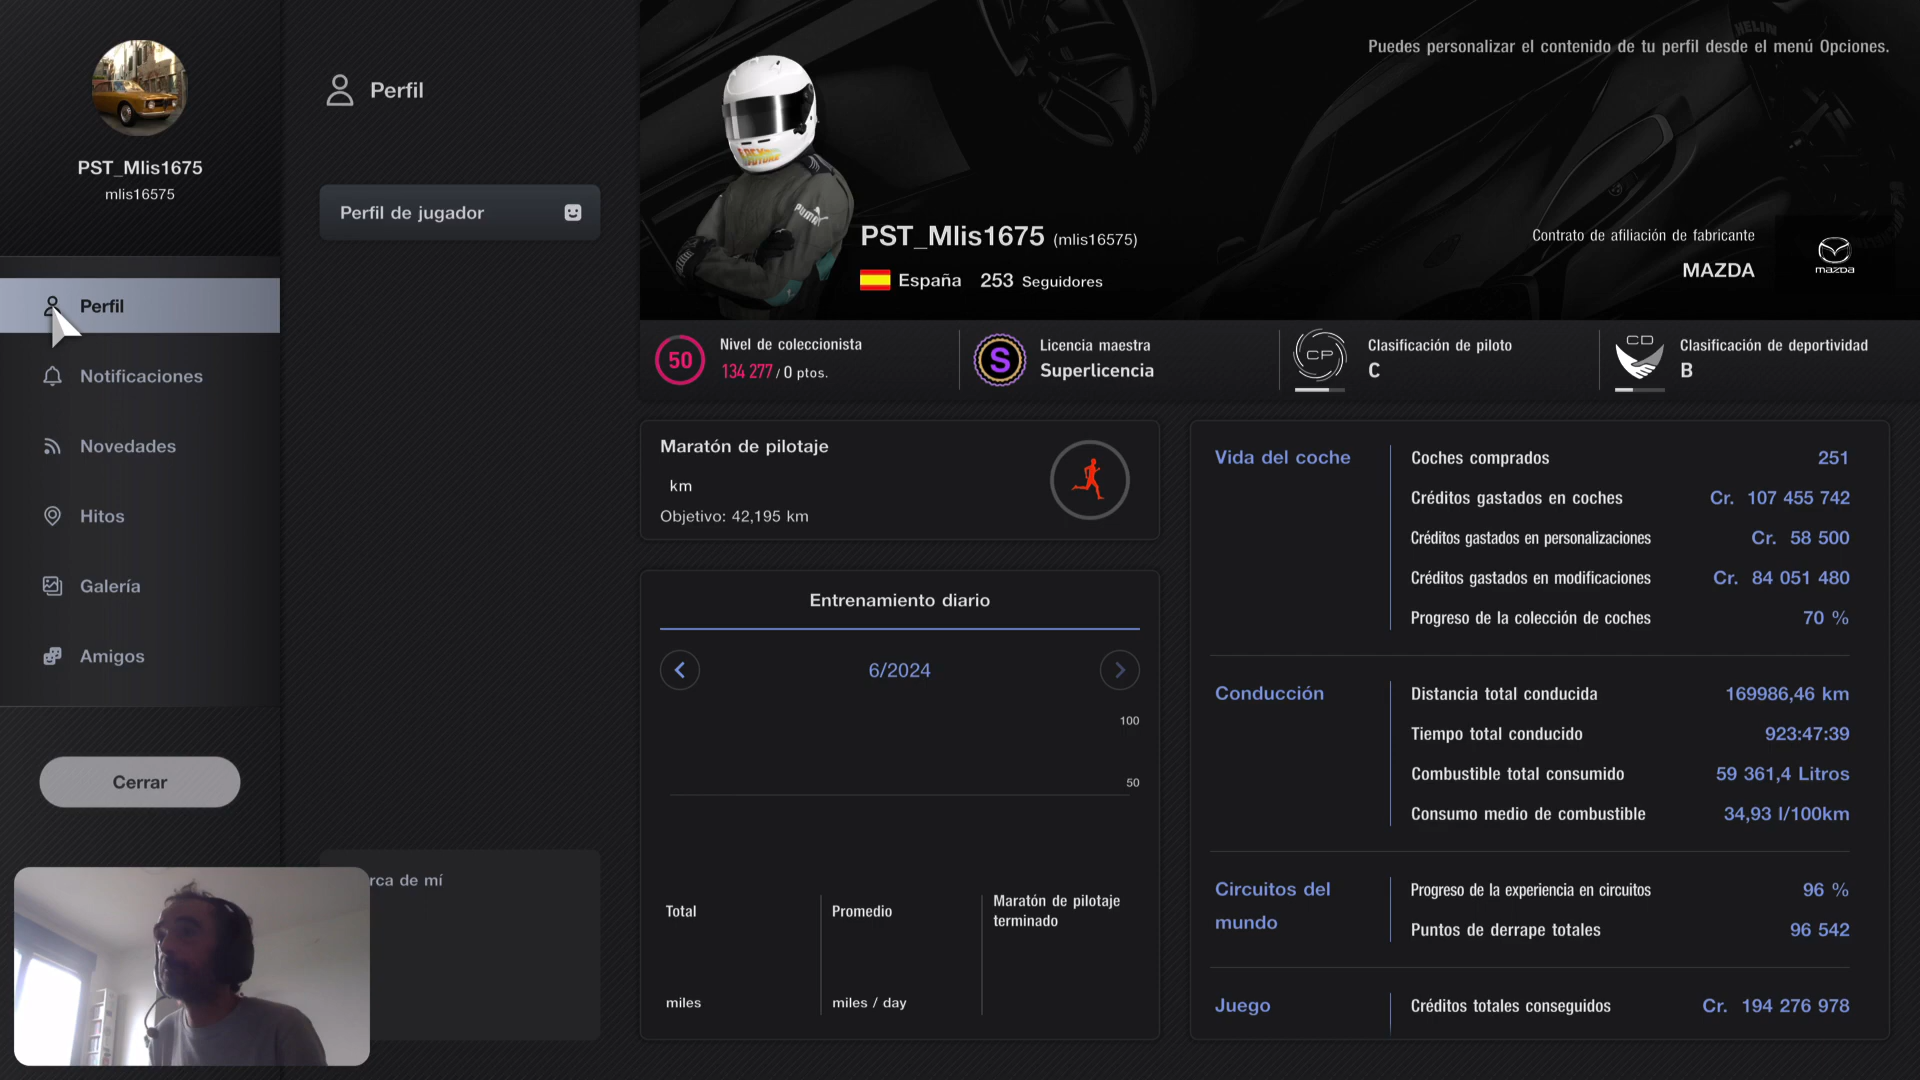 PST_Mlis1675
mlis16575
Perfil
Notificaciones
Novedades
Hitos
Galería
Amigos
Cerrar
Perfil
Perfil de jugador
rca de mí
Puedes personalizar el contenido de tu perfil desde el menú Opciones.
PUMA
PST_Mlis1675 (mlis16575)
España 253 Seguidores
Contrato de afiliación de fabricante
MAZDA
mazda
50
Nivel de coleccionista
134 277 / 0 ptos.
S
Licencia maestra
Superlicencia
CP
Clasificación de piloto
C
CD
Clasificación de deportividad
B
Maratón de pilotaje
km
Objetivo: 42,195 km
Entrenamiento diario
6/2024
100
50
Total
miles
Promedio
miles / day
Maratón de pilotaje
terminado
Vida del coche
Coches comprados 251
Créditos gastados en coches Cr. 107 455 742
Créditos gastados en personalizaciones Cr. 58 500
Créditos gastados en modificaciones Cr. 84 051 480
Progreso de la colección de coches 70 %
Conducción
Distancia total conducida 169986,46 km
Tiempo total conducido 923:47:39
Combustible total consumido 59 361,4 Litros
Consumo medio de combustible 34,93 l/100km
Circuitos del
mundo
Progreso de la experiencia en circuitos 96 %
Puntos de derrape totales 96 542
Juego
Créditos totales conseguidos Cr. 194 276 978